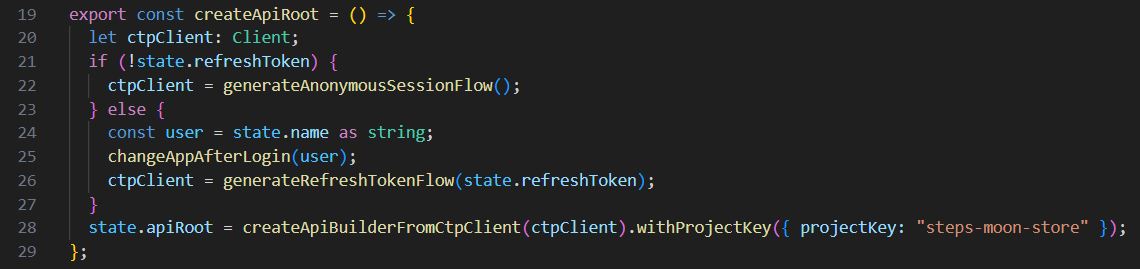 19 export const createApiRoot = () => {
20 let ctpClient: Client;
21 if (!state.refreshToken) {
22 ctpClient = generateAnonymousSessionFlow();
23 } else {
24 const user = state.name as string;
25 changeAppAfterLogin(user);
26 ctpClient = generateRefreshTokenFlow(state.refreshToken);
27 }
28 state.apiRoot = createApiBuilderFromCtpClient(ctpClient).withProjectKey({ projectKey: "steps-moon-store" });
29 };